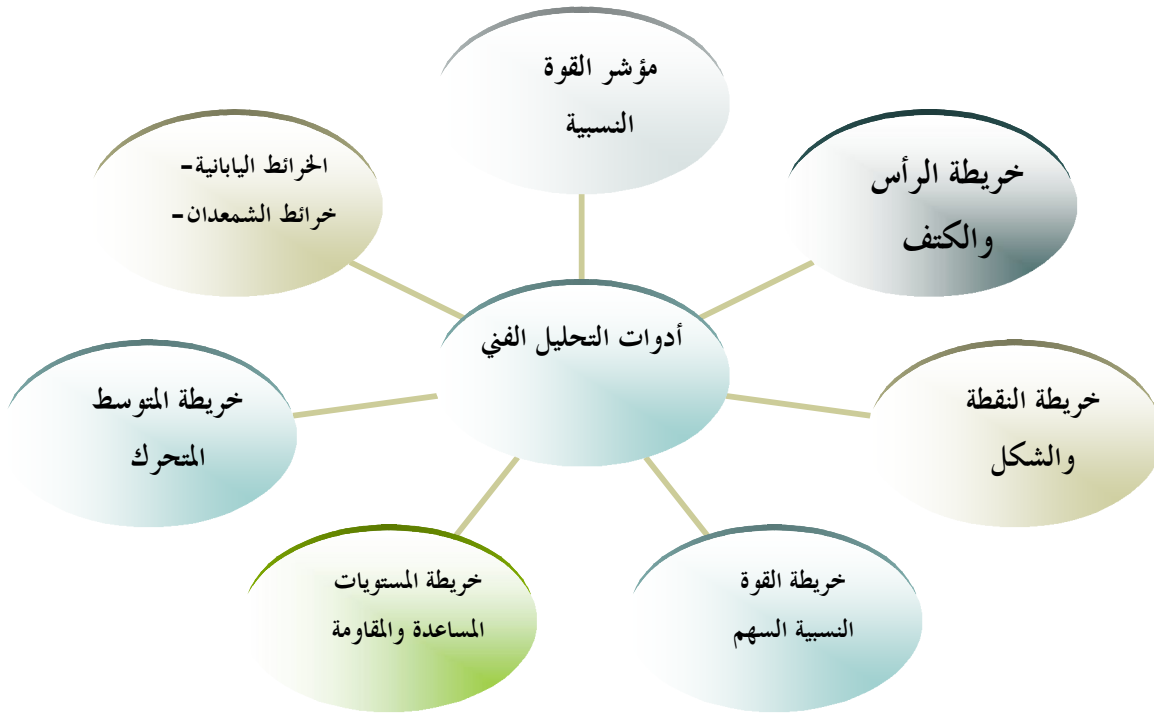 مؤشر القوة
النسبية
خريطة الرأس
والكتف
الخرائط اليابانية-
خرائط الشمعدان-
أدوات التحليل الفني
خريطة النقطة
والشكل
خريطة المتوسط
المتحرك
خريطة القوة
النسبية السهم
خريطة المستويات
المساعدة والمقاومة